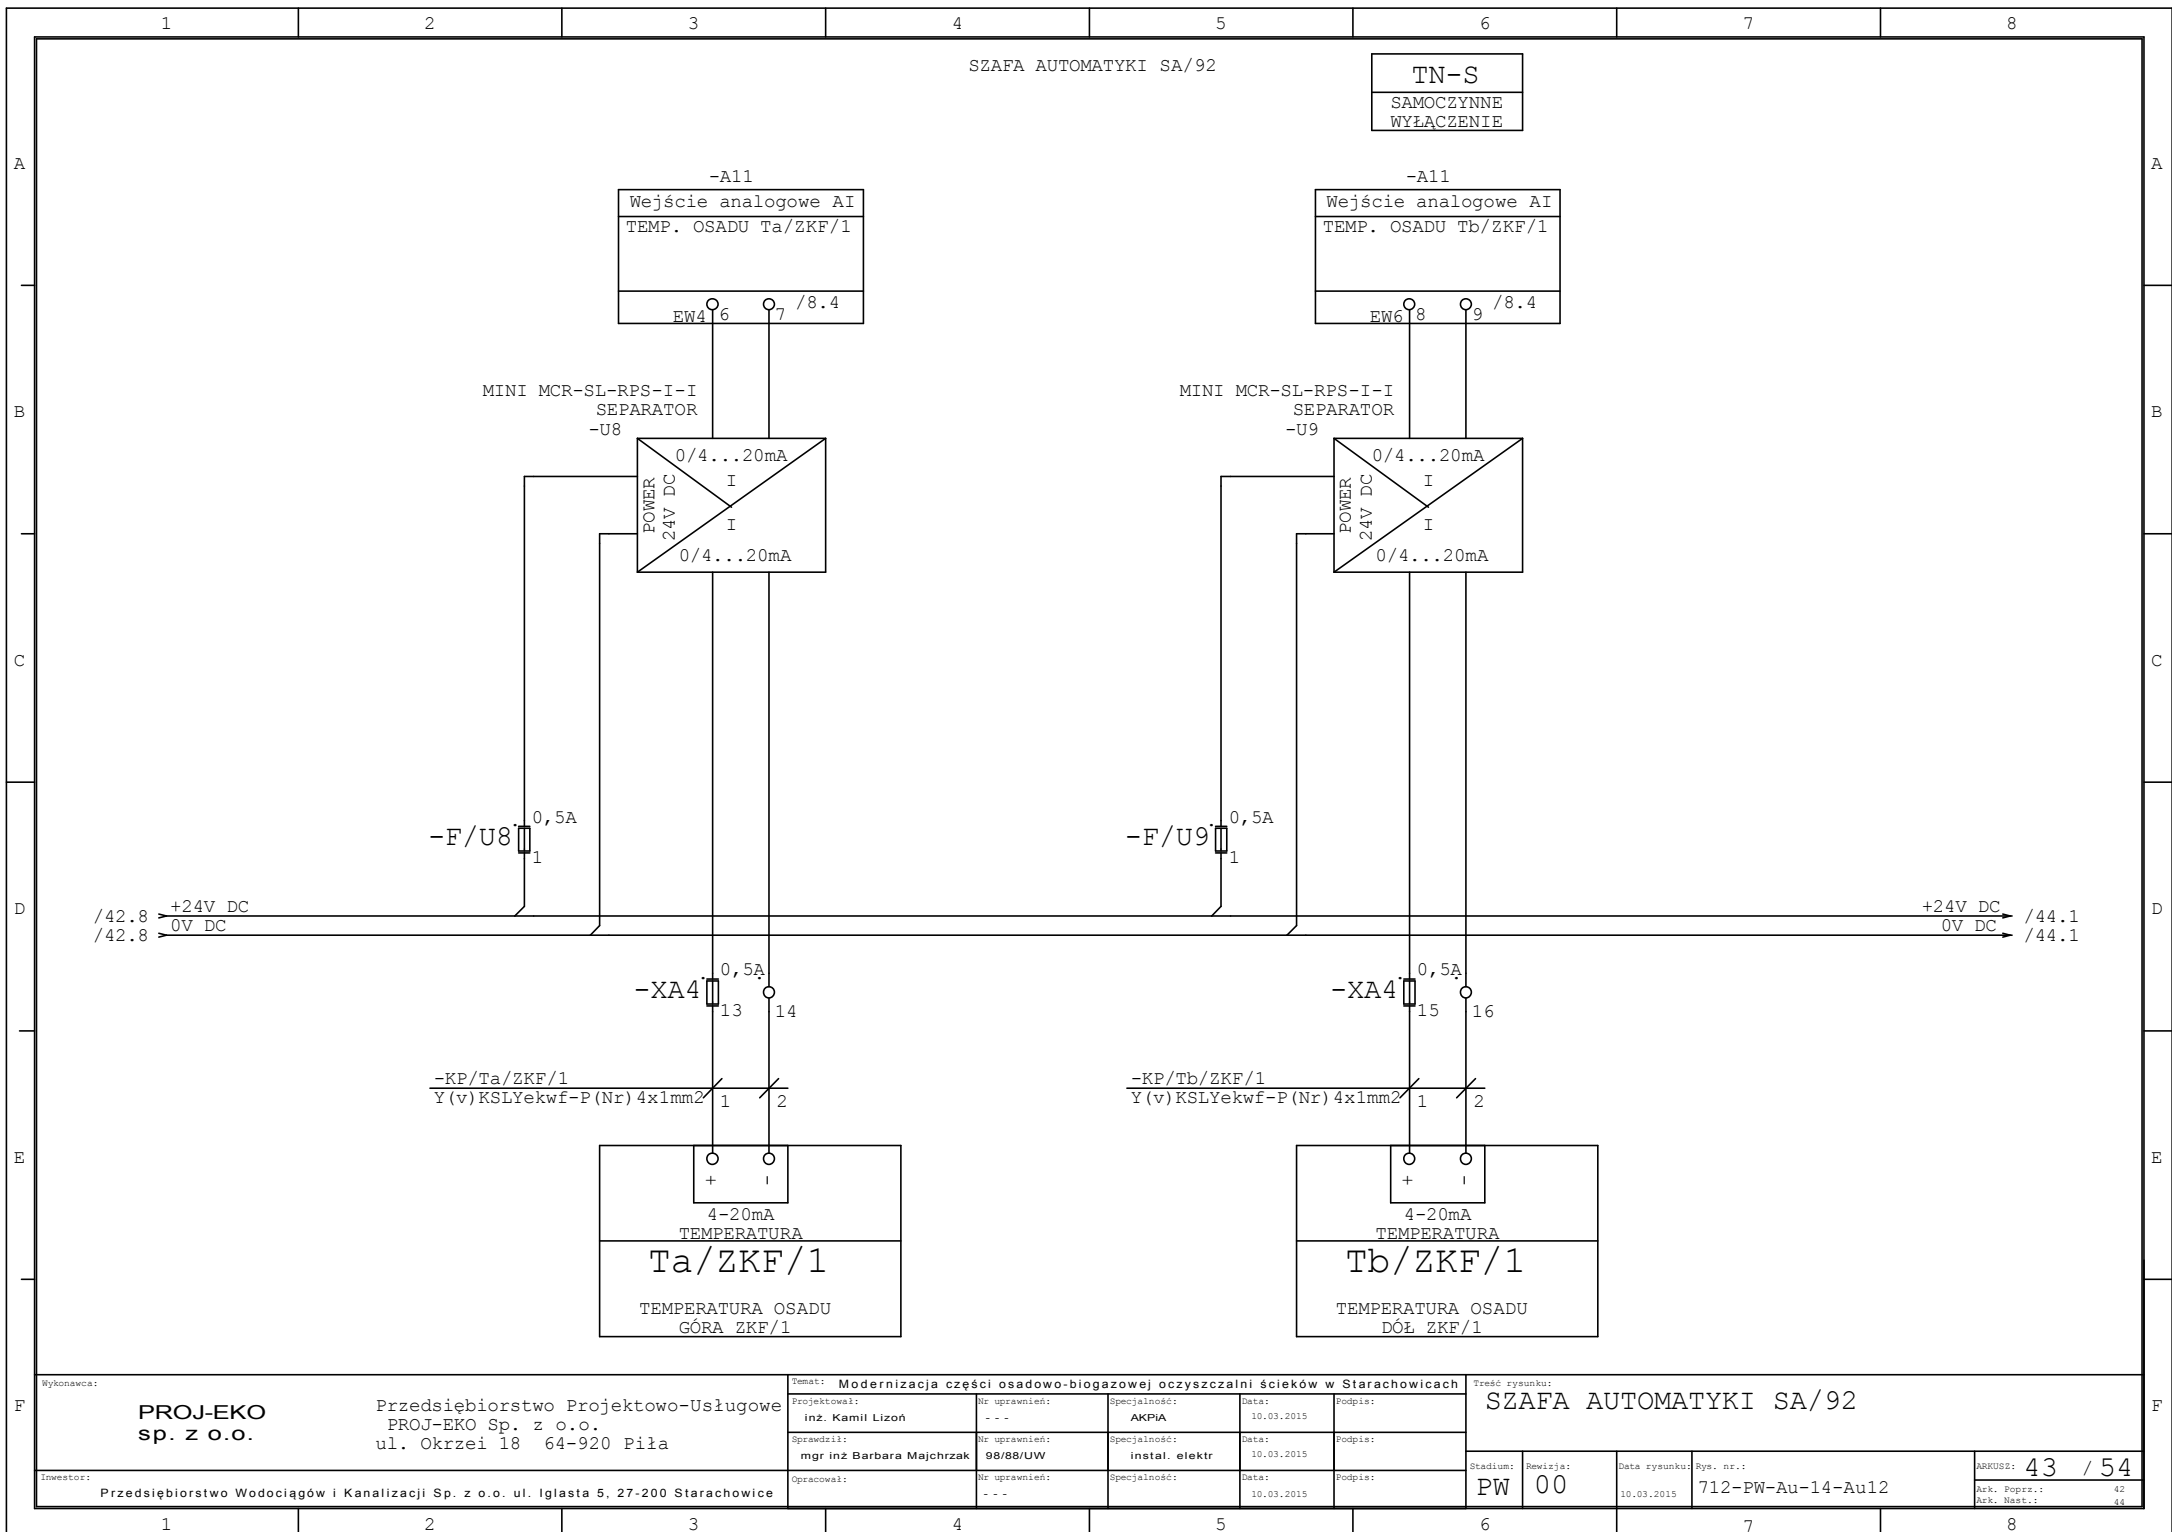 1 2 3 4 5 6 7 8
SZAFA AUTOMATYKI SA/92
TN-S
SAMOCZYNNE
WYŁĄCZENIE
A A
-A11
Wejście analogowe AI
TEMP. OSADU Ta/ZKF/1
EW4 6 7 /8.4
-A11
Wejście analogowe AI
TEMP. OSADU Tb/ZKF/1
EW6 8 9 /8.4
MINI MCR-SL-RPS-I-I
SEPARATOR
-U8
0/4...20mA
I
POWER
24V DC
I
0/4...20mA
MINI MCR-SL-RPS-I-I
SEPARATOR
-U9
0/4...20mA
I
POWER
24V DC
I
0/4...20mA
B B
C C
-F/U8 0,5A
1
-F/U9 0,5A
1
D D
/42.8 +24V DC
/42.8 0V DC
+24V DC /44.1
0V DC /44.1
-XA4 0,5A
13 14
-XA4 0,5A
15 16
-KP/Ta/ZKF/1
Y(v)KSLYekwf-P(Nr)4x1mm2 1 2
-KP/Tb/ZKF/1
Y(v)KSLYekwf-P(Nr)4x1mm2 1 2
E E
+ -
4-20mA
TEMPERATURA
Ta/ZKF/1
TEMPERATURA OSADU
GÓRA ZKF/1
+ -
4-20mA
TEMPERATURA
Tb/ZKF/1
TEMPERATURA OSADU
DÓŁ ZKF/1
F F
Wykonawca:
PROJ-EKO
sp. z o.o.
Przedsiębiorstwo Projektowo-Usługowe
PROJ-EKO Sp. z o.o.
ul. Okrzei 18 64-920 Piła
Inwestor:
Przedsiębiorstwo Wodociągów i Kanalizacji Sp. z o.o. ul. Iglasta 5, 27-200 Starachowice
Temat: Modernizacja części osadowo-biogazowej oczyszczalni ścieków w Starachowicach
Projektował: Nr uprawnień: Specjalność: Data: Podpis:
inż. Kamil Lizoń --- AKPiA 10.03.2015
Sprawdził: Nr uprawnień: Specjalność: Data: Podpis:
mgr inż Barbara Majchrzak 98/88/UW instal. elektr 10.03.2015
Opracował: Nr uprawnień: Specjalność: Data: Podpis:
--- 10.03.2015
Treść rysunku:
SZAFA AUTOMATYKI SA/92
Stadium: Rewizja: Data rysunku: Rys. nr.:
PW 00 10.03.2015 712-PW-Au-14-Au12
ARKUSZ: 43 / 54
Ark. Poprz.: 42
Ark. Nast.: 44
1 2 3 4 5 6 7 8